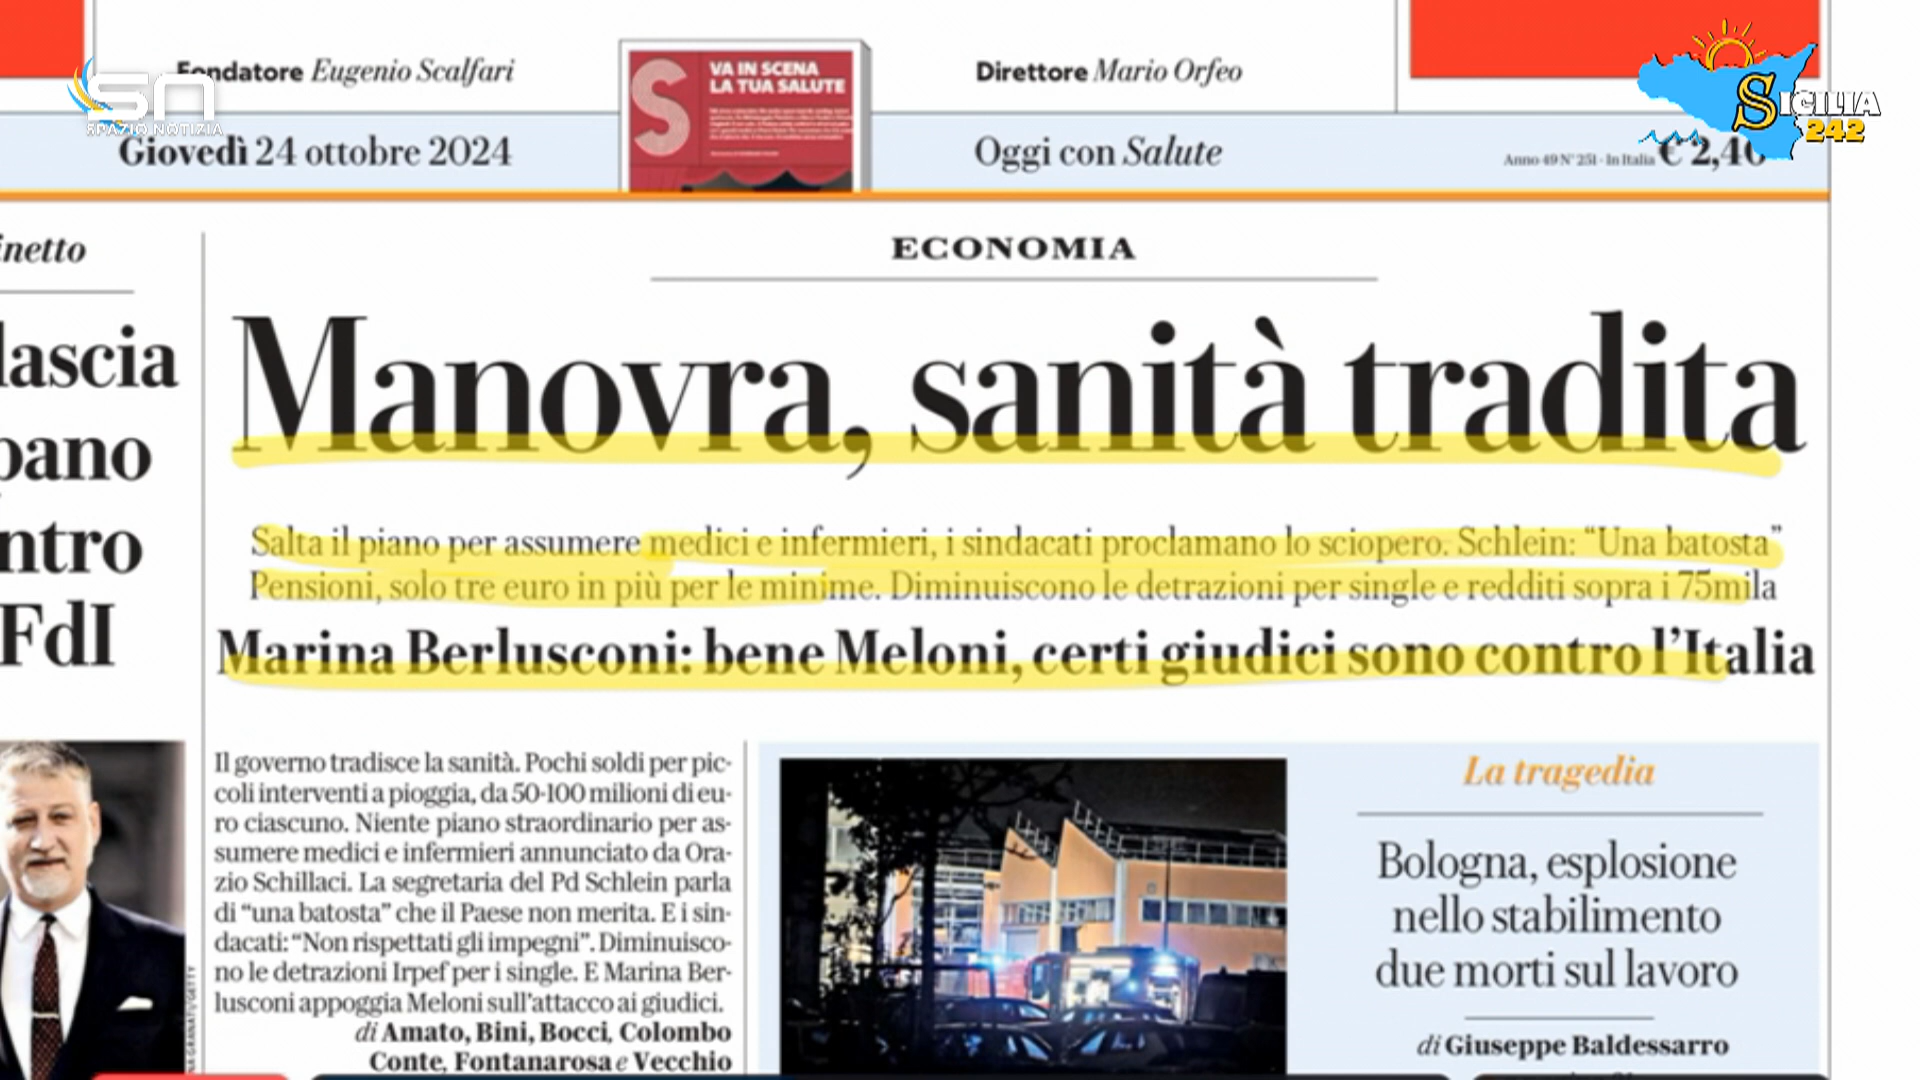 Fondatore Eugenio Scalfari
VA IN SCENA
LA TUA SALUTE
Direttore Mario Orfeo
SN
SPAZIO NOTIZIA
SICILIA
242
Giovedì 24 ottobre 2024
Oggi con Salute
Anno 49 N° 251 - In Italia € 2,40
inetto
lascia
pano
ntro
FdI
ECONOMIA
Manovra, sanità tradita
Salta il piano per assumere medici e infermieri, i sindacati proclamano lo sciopero. Schlein: “Una batosta”
Pensioni, solo tre euro in più per le minime. Diminuiscono le detrazioni per single e redditi sopra i 75mila
Marina Berlusconi: bene Meloni, certi giudici sono contro l’Italia
Il governo tradisce la sanità. Pochi soldi per pic-
coli interventi a pioggia, da 50-100 milioni di eu-
ro ciascuno. Niente piano straordinario per as-
sumere medici e infermieri annunciato da Ora-
zio Schillaci. La segretaria del Pd Schlein parla
di “una batosta” che il Paese non merita. E i sin-
dacati: “Non rispettati gli impegni”. Diminuisco-
no le detrazioni Irpef per i single. E Marina Ber-
lusconi appoggia Meloni sull’attacco ai giudici.
di Amato, Bini, Bocci, Colombo
Conte, Fontanarosa e Vecchio
La tragedia
Bologna, esplosione
nello stabilimento
due morti sul lavoro
di Giuseppe Baldessarro